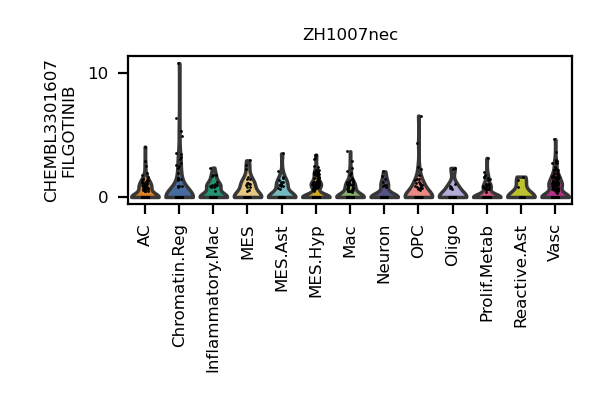 ZH1007nec
CHEMBL3301607
FILGOTINIB
10
0
AC
Chromatin.Reg
Inflammatory.Mac
MES
MES.Ast
MES.Hyp
Mac
Neuron
OPC
Oligo
Prolif.Metab
Reactive.Ast
Vasc